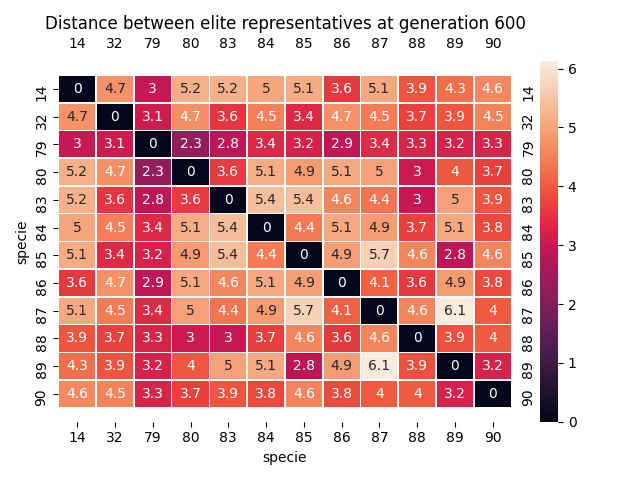 Distance between elite representatives at generation 600
14 32 79 80 83 84 85 86 87 88 89 90
14 0 4.7 3 5.2 5.2 5 5.1 3.6 5.1 3.9 4.3 4.6 14
32 4.7 0 3.1 4.7 3.6 4.5 3.4 4.7 4.5 3.7 3.9 4.5 32
79 3 3.1 0 2.3 2.8 3.4 3.2 2.9 3.4 3.3 3.2 3.3 79
80 5.2 4.7 2.3 0 3.6 5.1 4.9 5.1 5 3 4 3.7 80
83 5.2 3.6 2.8 3.6 0 5.4 5.4 4.6 4.4 3 5 3.9 83
84 5 4.5 3.4 5.1 5.4 0 4.4 5.1 4.9 3.7 5.1 3.8 84
85 5.1 3.4 3.2 4.9 5.4 4.4 0 4.9 5.7 4.6 2.8 4.6 85
86 3.6 4.7 2.9 5.1 4.6 5.1 4.9 0 4.1 3.6 4.9 3.8 86
87 5.1 4.5 3.4 5 4.4 4.9 5.7 4.1 0 4.6 6.1 4 87
88 3.9 3.7 3.3 3 3 3.7 4.6 3.6 4.6 0 3.9 4 88
89 4.3 3.9 3.2 4 5 5.1 2.8 4.9 6.1 3.9 0 3.2 89
90 4.6 4.5 3.3 3.7 3.9 3.8 4.6 3.8 4 4 3.2 0 90
14 32 79 80 83 84 85 86 87 88 89 90
specie
specie
6
5
4
3
2
1
0